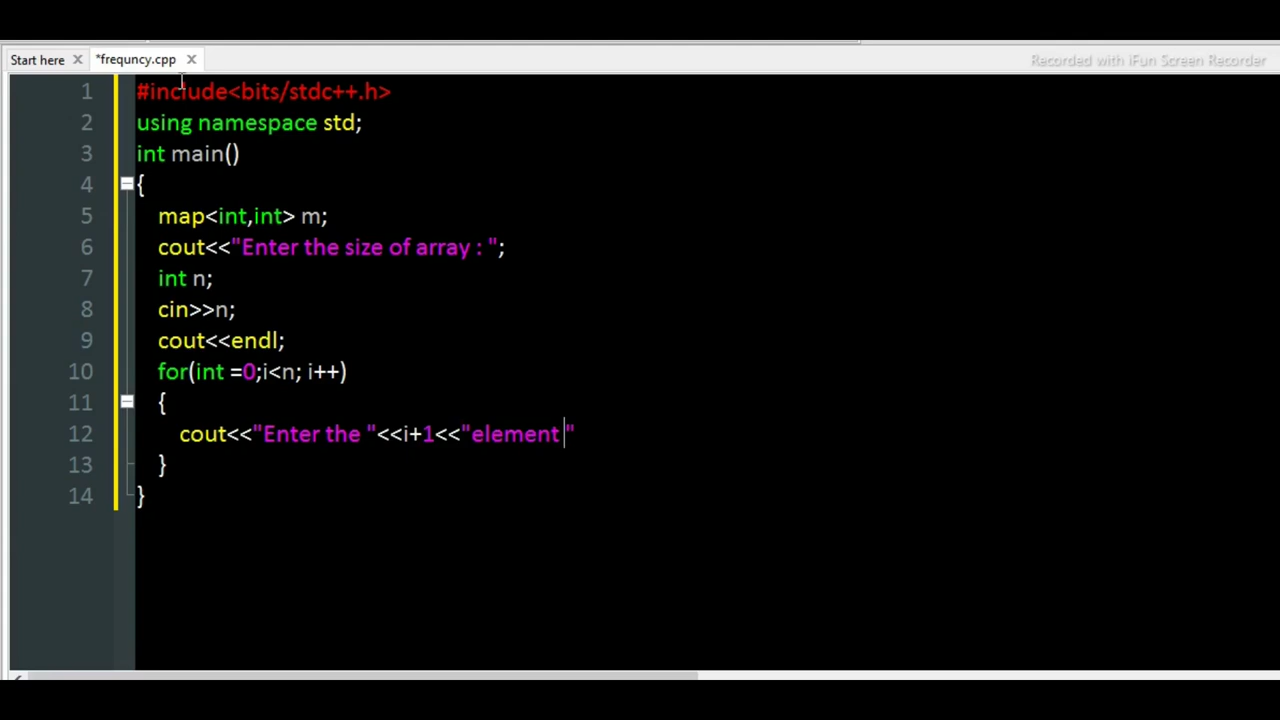 Start here *frequncy.cpp
Recorded with iFun Screen Recorder
1 #include<bits/stdc++.h>
2 using namespace std;
3 int main()
4 {
5 map<int,int> m;
6 cout<<"Enter the size of array : ";
7 int n;
8 cin>>n;
9 cout<<endl;
10 for(int =0;i<n; i++)
11 {
12 cout<<"Enter the "<<i+1<<"element "
13 }
14 }